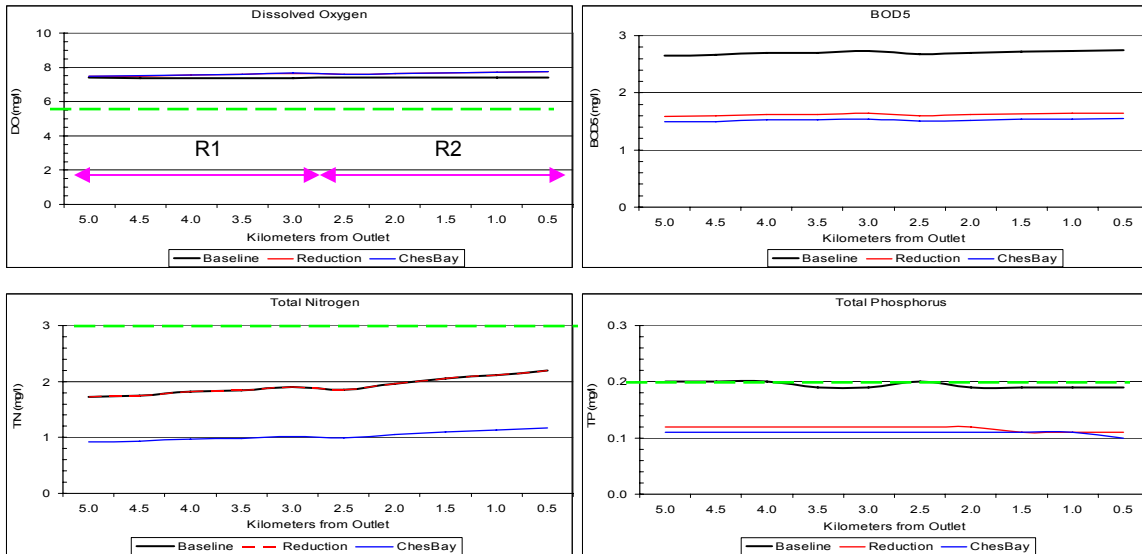 Dissolved Oxygen
10
8
6
4
2
0
DO (mg/l)
R1
R2
5.0 4.5 4.0 3.5 3.0 2.5 2.0 1.5 1.0 0.5
Kilometers from Outlet
Baseline Reduction ChesBay
BOD5
3
2
1
0
BOD5 (mg/l)
5.0 4.5 4.0 3.5 3.0 2.5 2.0 1.5 1.0 0.5
Kilometers from Outlet
Baseline Reduction ChesBay
Total Nitrogen
3
2
1
0
TN (mg/l)
5.0 4.5 4.0 3.5 3.0 2.5 2.0 1.5 1.0 0.5
Kilometers from Outlet
Baseline Reduction ChesBay
Total Phosphorus
0.3
0.2
0.1
0.0
TP (mg/l)
5.0 4.5 4.0 3.5 3.0 2.5 2.0 1.5 1.0 0.5
Kilometers from Outlet
Baseline Reduction ChesBay